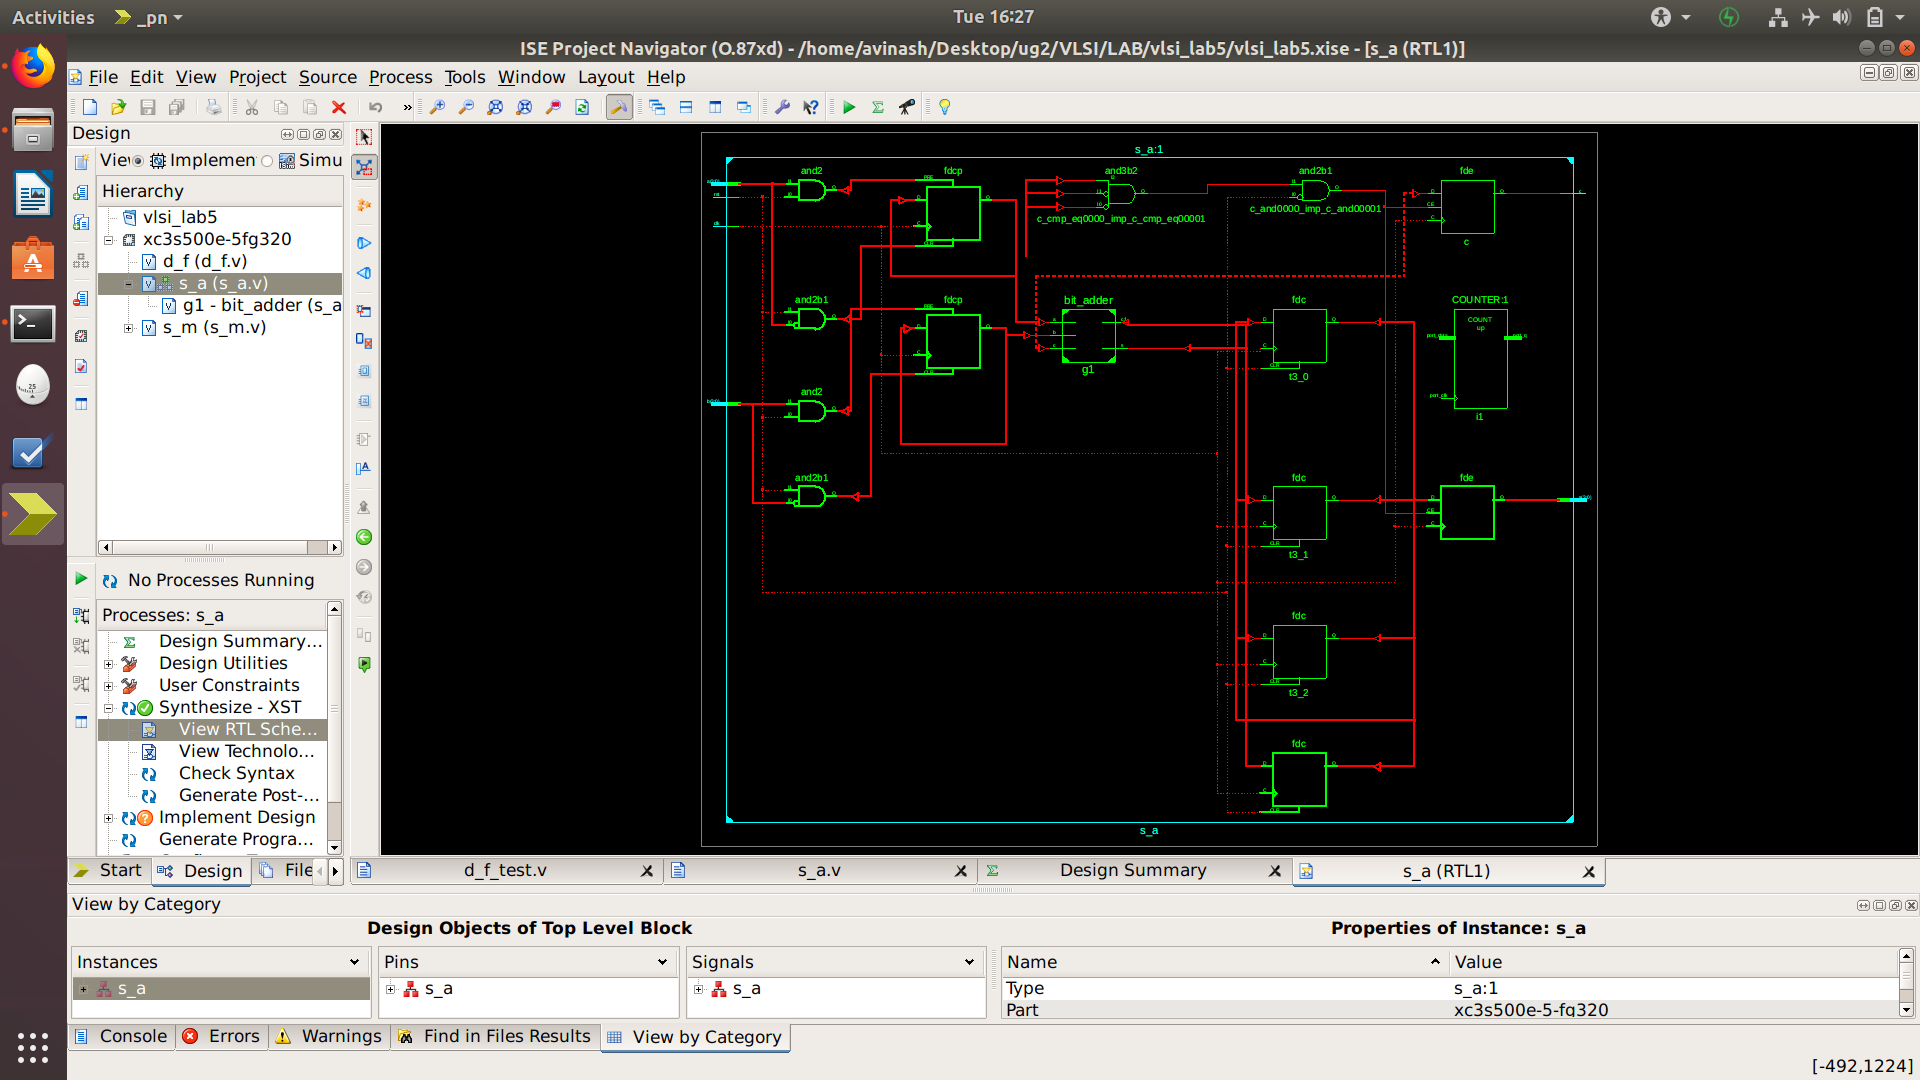 Activities
_pn
Tue 16:27
ISE Project Navigator (O.87xd) - /home/avinash/Desktop/ug2/VLSI/LAB/vlsi_lab5/vlsi_lab5.xise - [s_a (RTL1)]
File Edit View Project Source Process Tools Window Layout Help
Design
Implemen
Simu
Hierarchy
vlsi_lab5
xc3s500e-5fg320
d_f (d_f.v)
s_a (s_a.v)
g1 - bit_adder (s_a
s_m (s_m.v)
No Processes Running
Processes: s_a
Design Summary...
Design Utilities
User Constraints
Synthesize - XST
View RTL Sche...
View Technolo...
Check Syntax
Generate Post-...
Implement Design
Generate Progra...
Start
Design
File
s_a:1
and2
fdcp
and3b2
and2b1
fde
c_cmp_eq0000_imp_c_cmp_eq00001
c_and0000_imp_c_and00001
c
and2b1
fdcp
bit_adder
fdc
COUNTER:1
COUNT
up
g1
t3_0
i1
and2
and2b1
fdc
fde
t3_1
fdc
t3_2
fdc
s_a
d_f_test.v
s_a.v
Design Summary
s_a (RTL1)
View by Category
Design Objects of Top Level Block
Properties of Instance: s_a
Instances
Pins
Signals
Name
Value
s_a
s_a
s_a
Type
s_a:1
Part
xc3s500e-5-fg320
Console
Errors
Warnings
Find in Files Results
View by Category
[-492,1224]